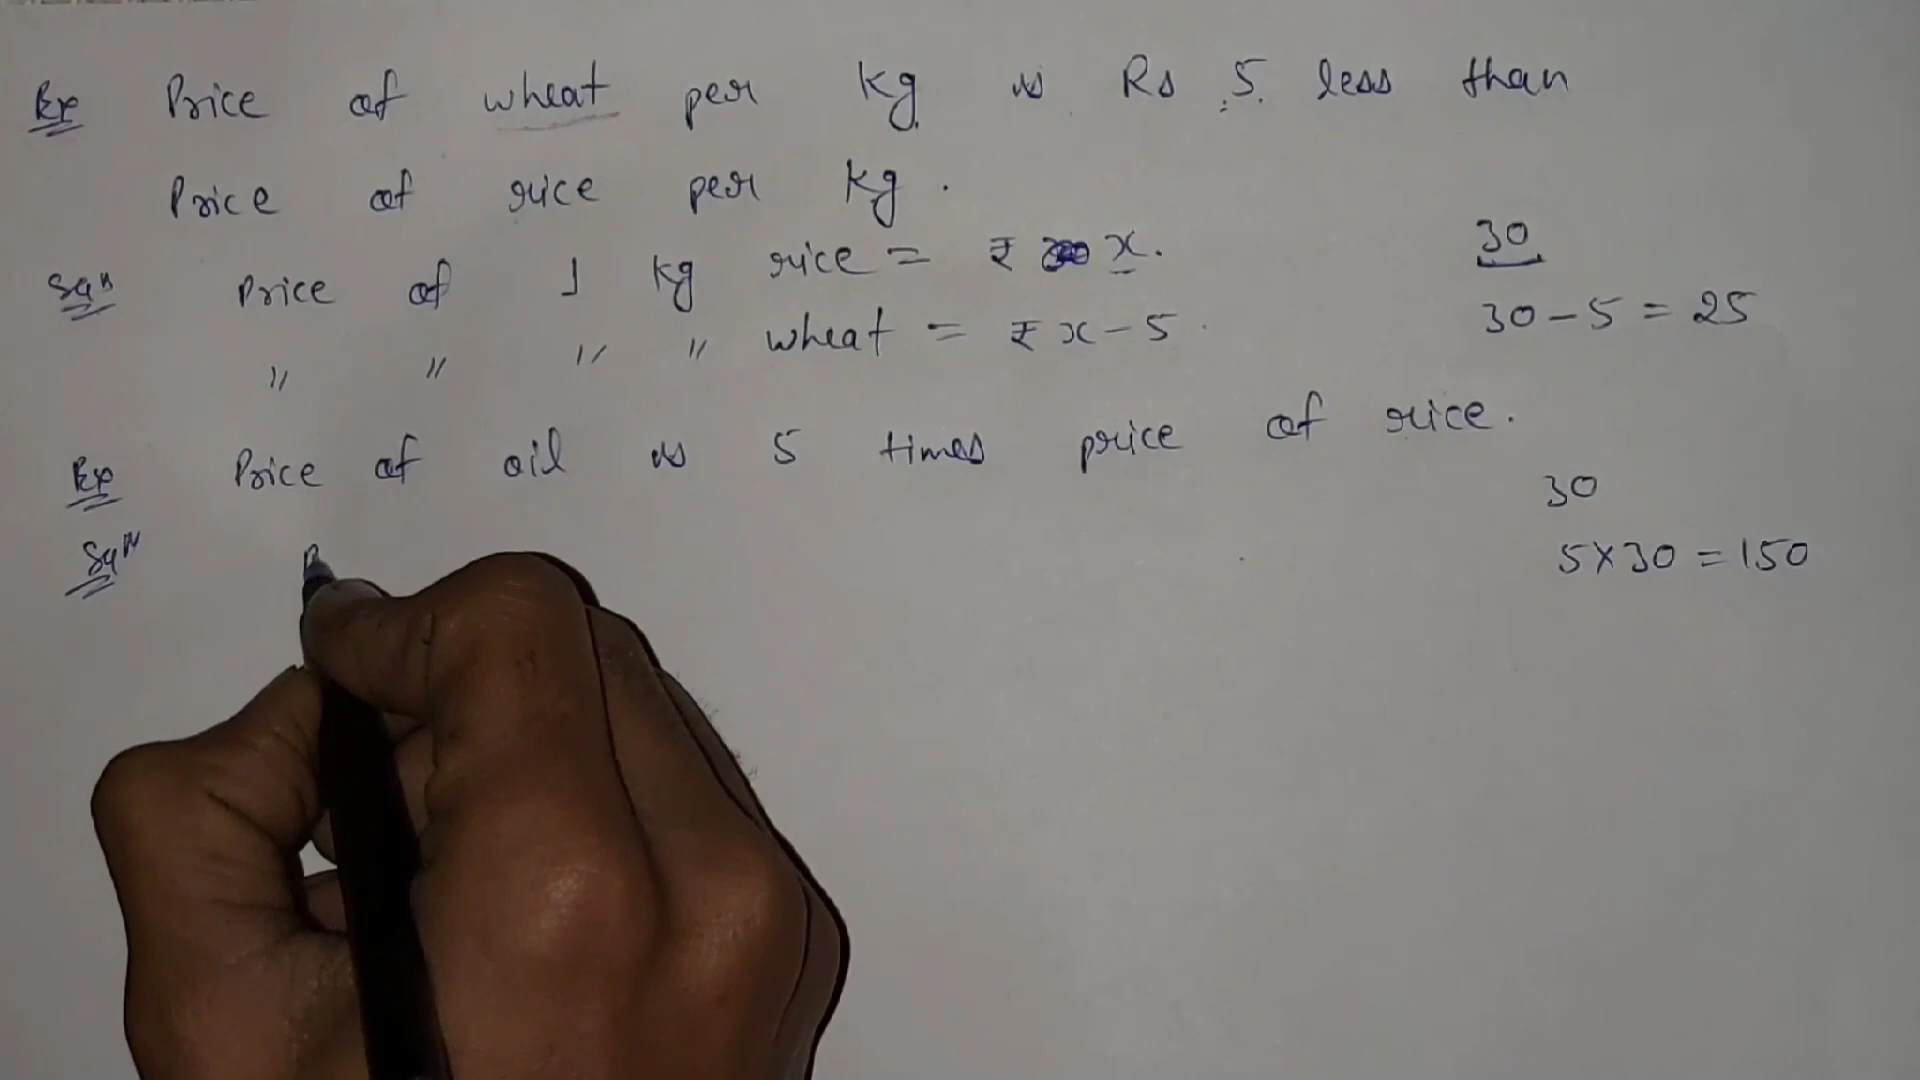 Ex Price of wheat per kg is Rs 5 less than
Price of rice per kg.
Solⁿ Price of 1 kg rice = ₹ x.
30
" " " " wheat = ₹ x - 5.
30 - 5 = 25
Ex Price of oil is 5 times price of rice.
30
Solⁿ P
5 × 30 = 150